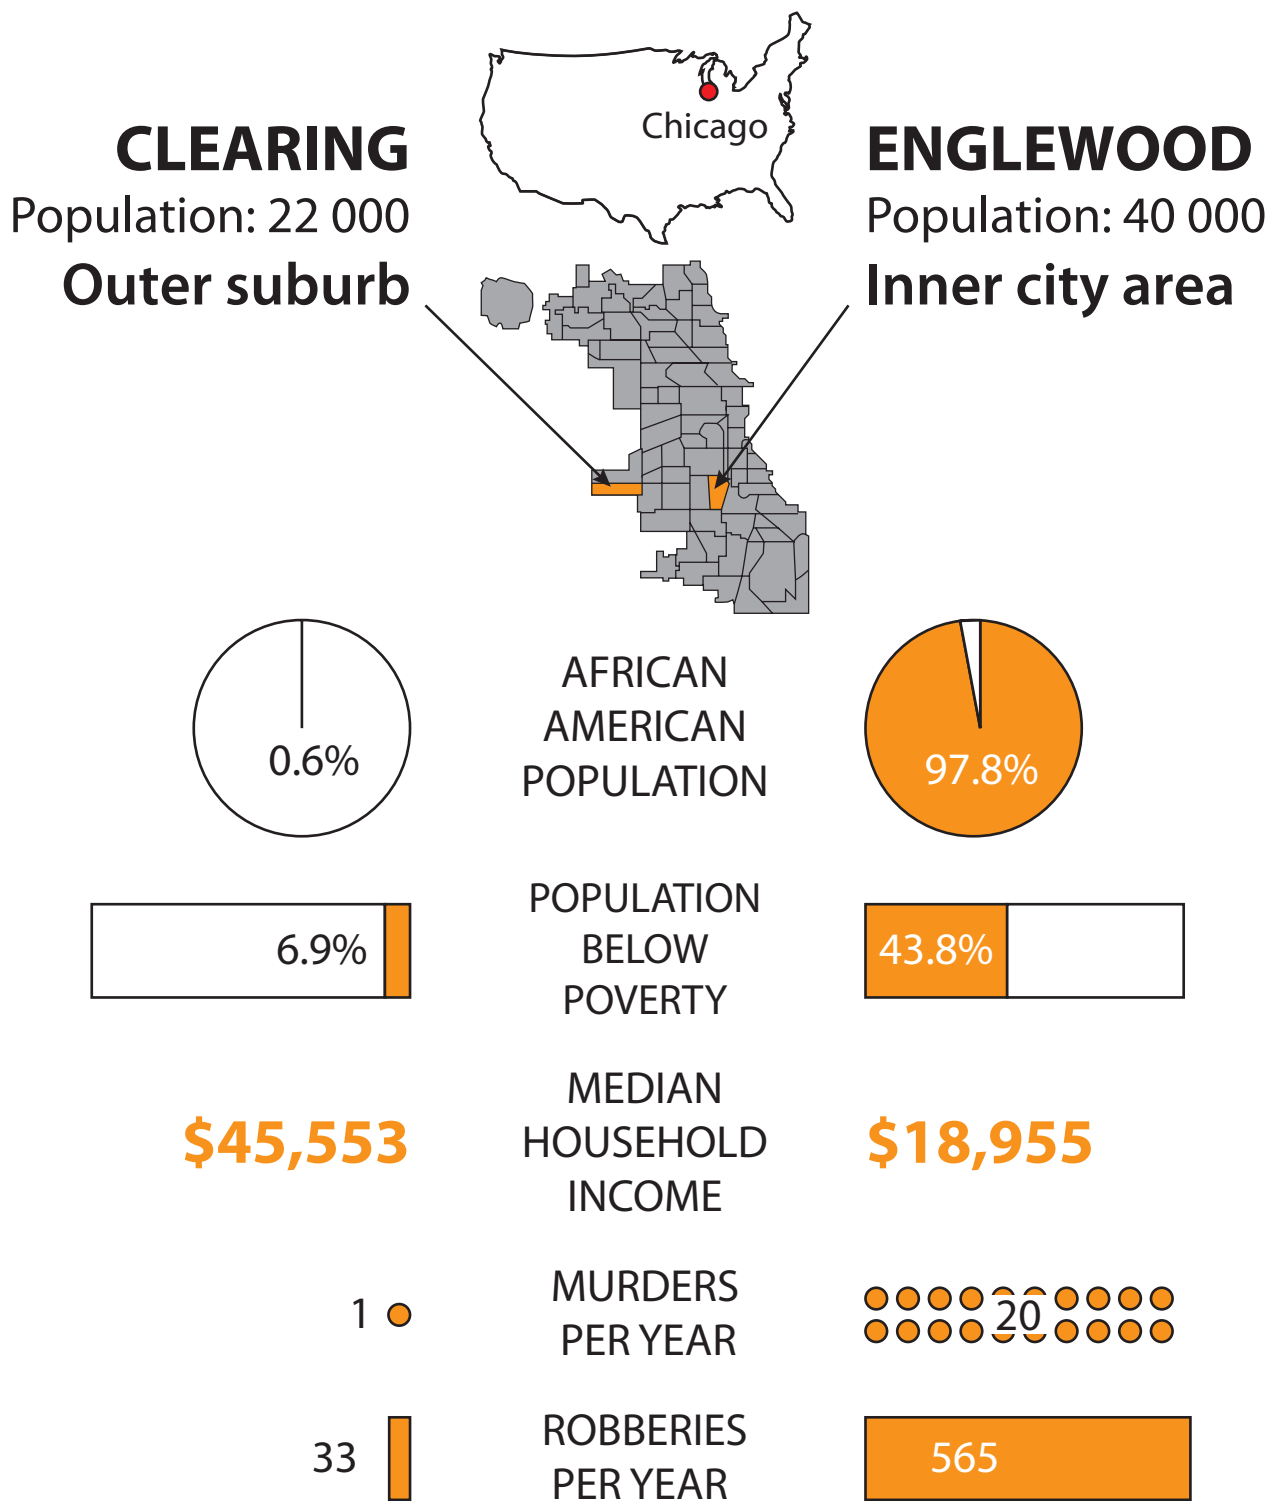 Chicago
CLEARING
Population: 22 000
Outer suburb
ENGLEWOOD
Population: 40 000
Inner city area
0.6%
AFRICAN
AMERICAN
POPULATION
97.8%
6.9%
POPULATION
BELOW
POVERTY
43.8%
$45,553
MEDIAN
HOUSEHOLD
INCOME
$18,955
1
MURDERS
PER YEAR
20
33
ROBBERIES
PER YEAR
565